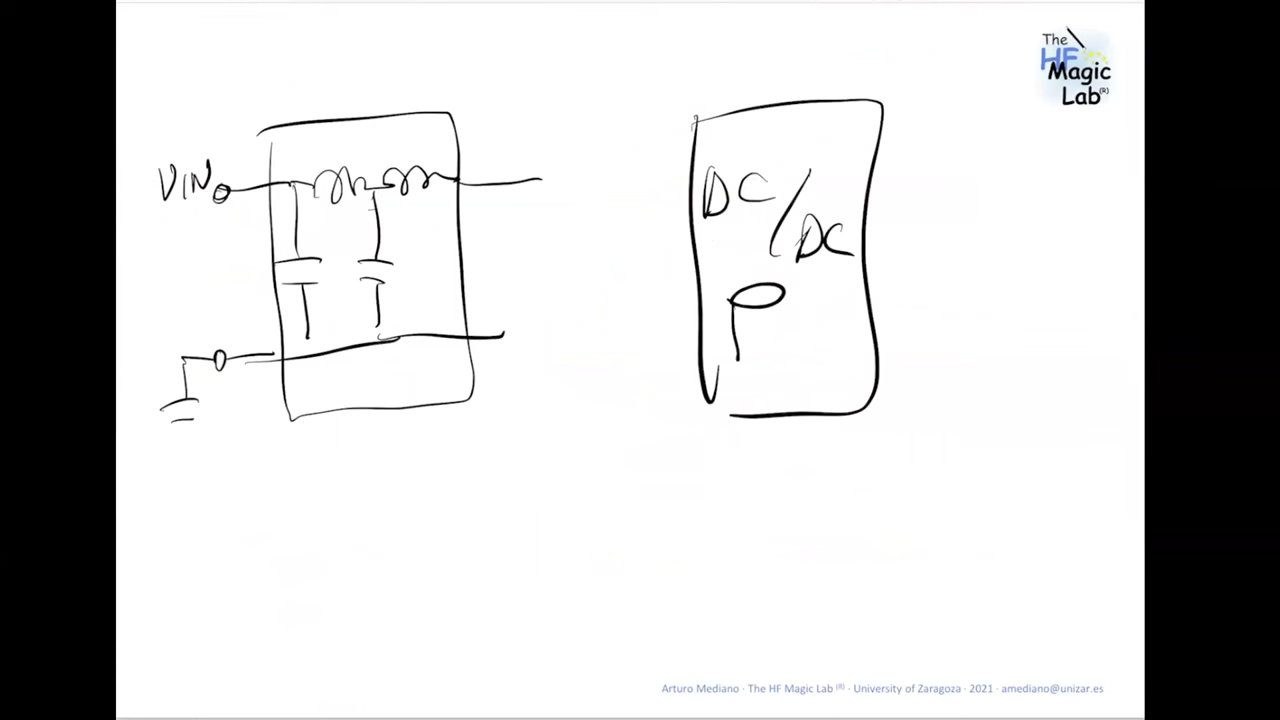 The
HF
Magic
Lab(R)
VIN
DC/
DC
P
Arturo Mediano · The HF Magic Lab (R) · University of Zaragoza · 2021 · amediano@unizar.es